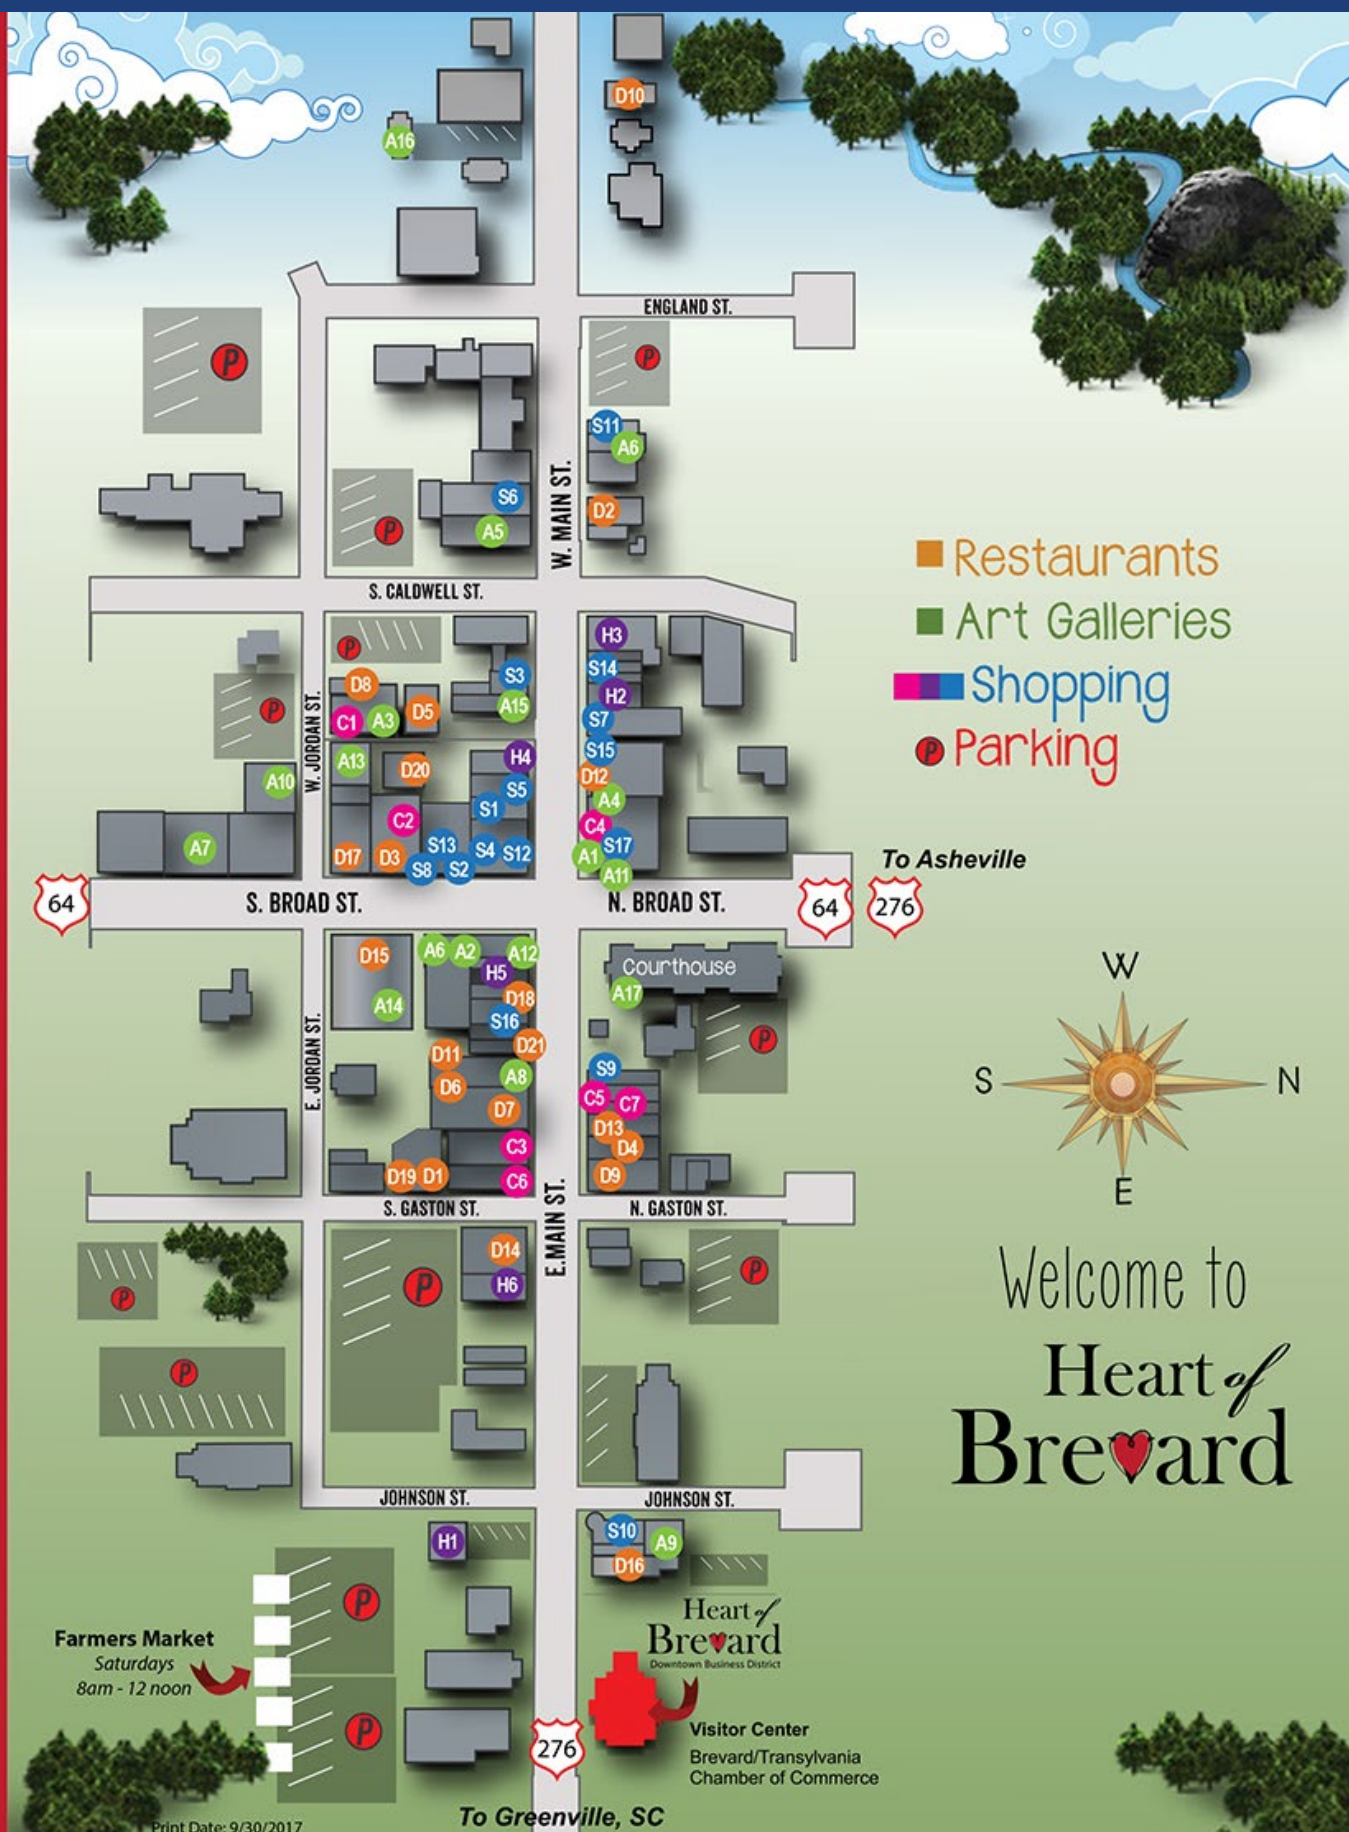 D10
A16
ENGLAND ST.
P
P
S11
A6
W. MAIN ST.
S6
D2
A5
P
Restaurants
Art Galleries
Shopping
P Parking
S. CALDWELL ST.
H3
P
S14
S3
D8
H2
A15
W. JORDAN ST.
P
C1
A3
D5
S7
S15
H4
A13
D20
D12
A10
S5
A4
S1
C2
C4
A7
S13
S17
D17
D3
S4
S12
A1
S8
S2
A11
To Asheville
64
S. BROAD ST.
N. BROAD ST.
64
276
D15
A6
A2
A12
H5
Courthouse
W
A14
D18
A17
S16
E. JORDAN ST.
D11
D21
P
S9
A8
D6
S
N
C5
C7
D7
D13
C3
D4
D19
D1
C6
D9
E
E. MAIN ST.
S. GASTON ST.
N. GASTON ST.
D14
P
P
H6
P
Welcome to
Heart of
Brevard
P
JOHNSON ST.
JOHNSON ST.
H1
S10
A9
D16
P
Heart of
Brevard
Downtown Business District
Farmers Market
Saturdays
8am - 12 noon
P
276
Visitor Center
Brevard/Transylvania
Chamber of Commerce
To Greenville, SC
Print Date: 9/30/2017